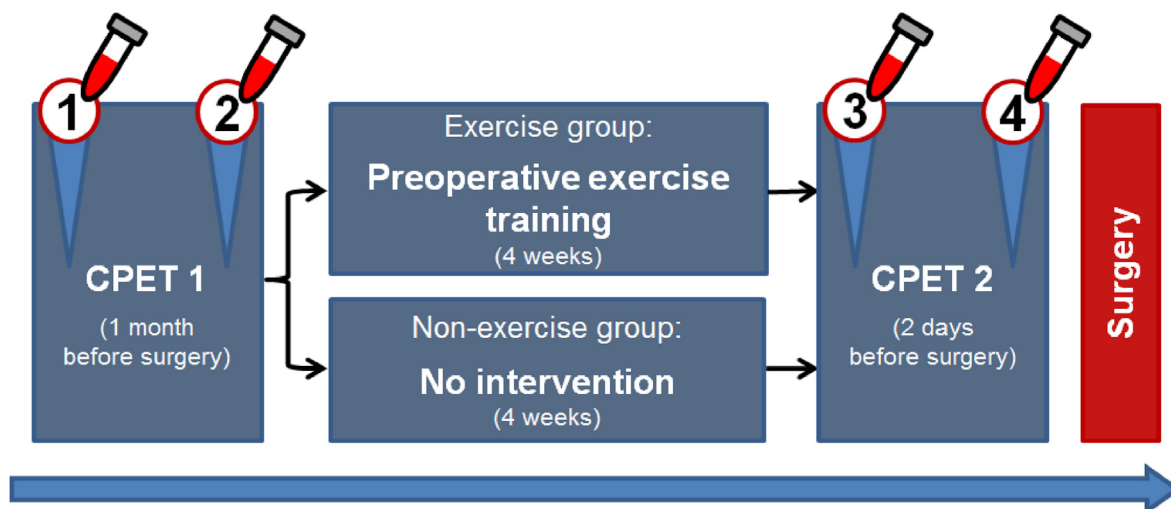 1
2
CPET 1
(1 month
before surgery)
Exercise group:
Preoperative exercise
training
(4 weeks)
Non-exercise group:
No intervention
(4 weeks)
3
4
CPET 2
(2 days
before surgery)
Surgery